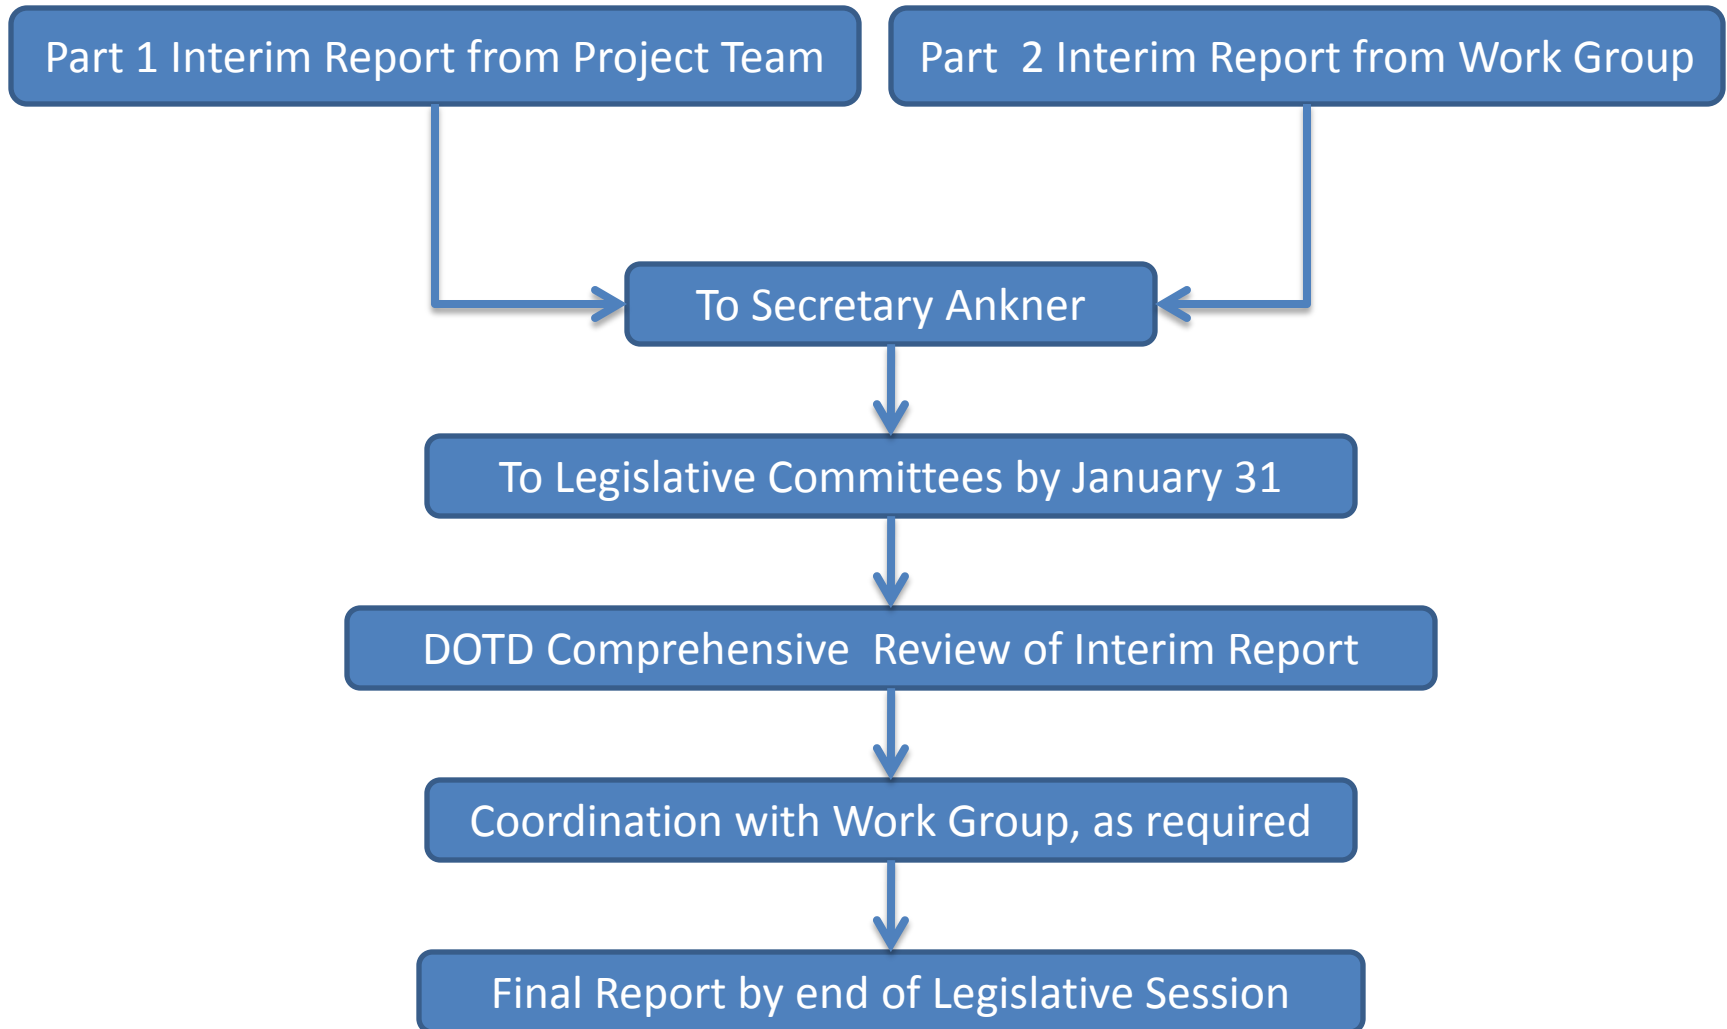 Part 1 Interim Report from Project Team
Part  2 Interim Report from Work Group
To Secretary Ankner
To Legislative Committees by January 31
DOTD Comprehensive  Review of Interim Report
Coordination with Work Group, as required
Final Report by end of Legislative Session